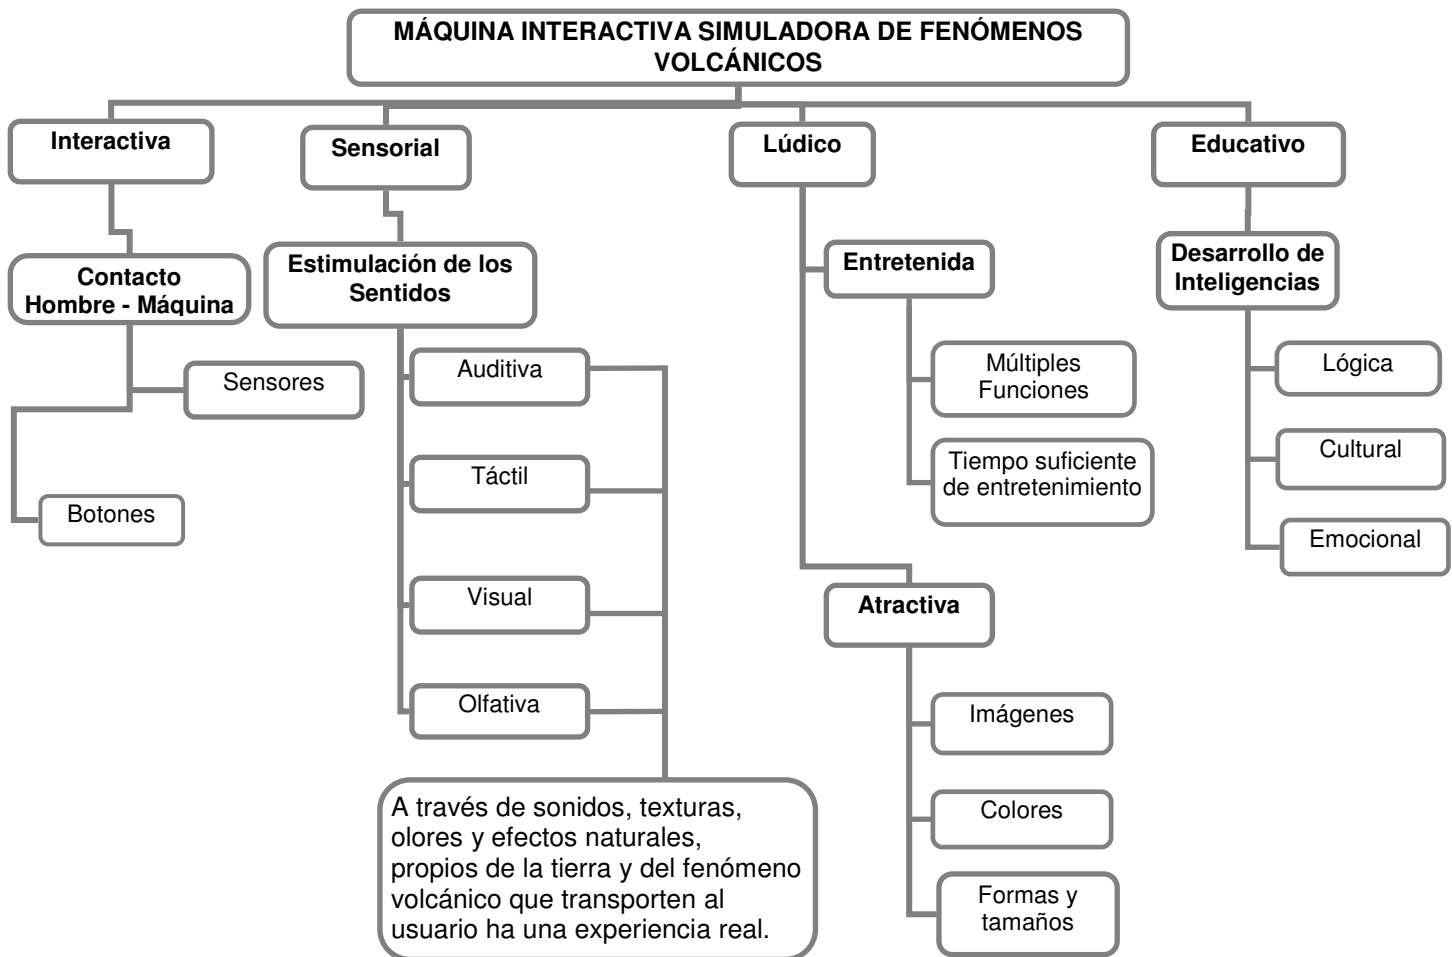 MÁQUINA INTERACTIVA SIMULADORA DE FENÓMENOS
VOLCÁNICOS
Interactiva
Contacto
Hombre - Máquina
Sensores
Botones
Sensorial
Estimulación de los
Sentidos
Auditiva
Táctil
Visual
Olfativa
A través de sonidos, texturas,
olores y efectos naturales,
propios de la tierra y del fenómeno
volcánico que transporten al
usuario ha una experiencia real.
Lúdico
Entretenida
Múltiples
Funciones
Tiempo suficiente
de entretenimiento
Atractiva
Imágenes
Colores
Formas y
tamaños
Educativo
Desarrollo de
Inteligencias
Lógica
Cultural
Emocional